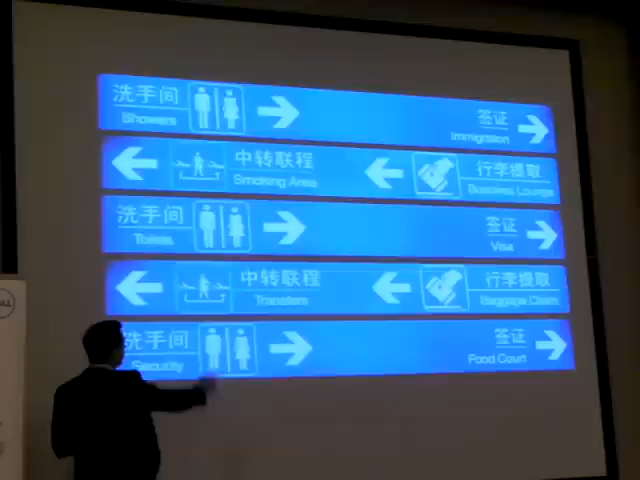 洗手间
Showers
签证
Immigration
中转联程
Smoking Area
行李提取
Business Lounge
洗手间
Toilets
签证
Visa
中转联程
Transfers
行李提取
Baggage Claim
洗手间
Security
签证
Food Court